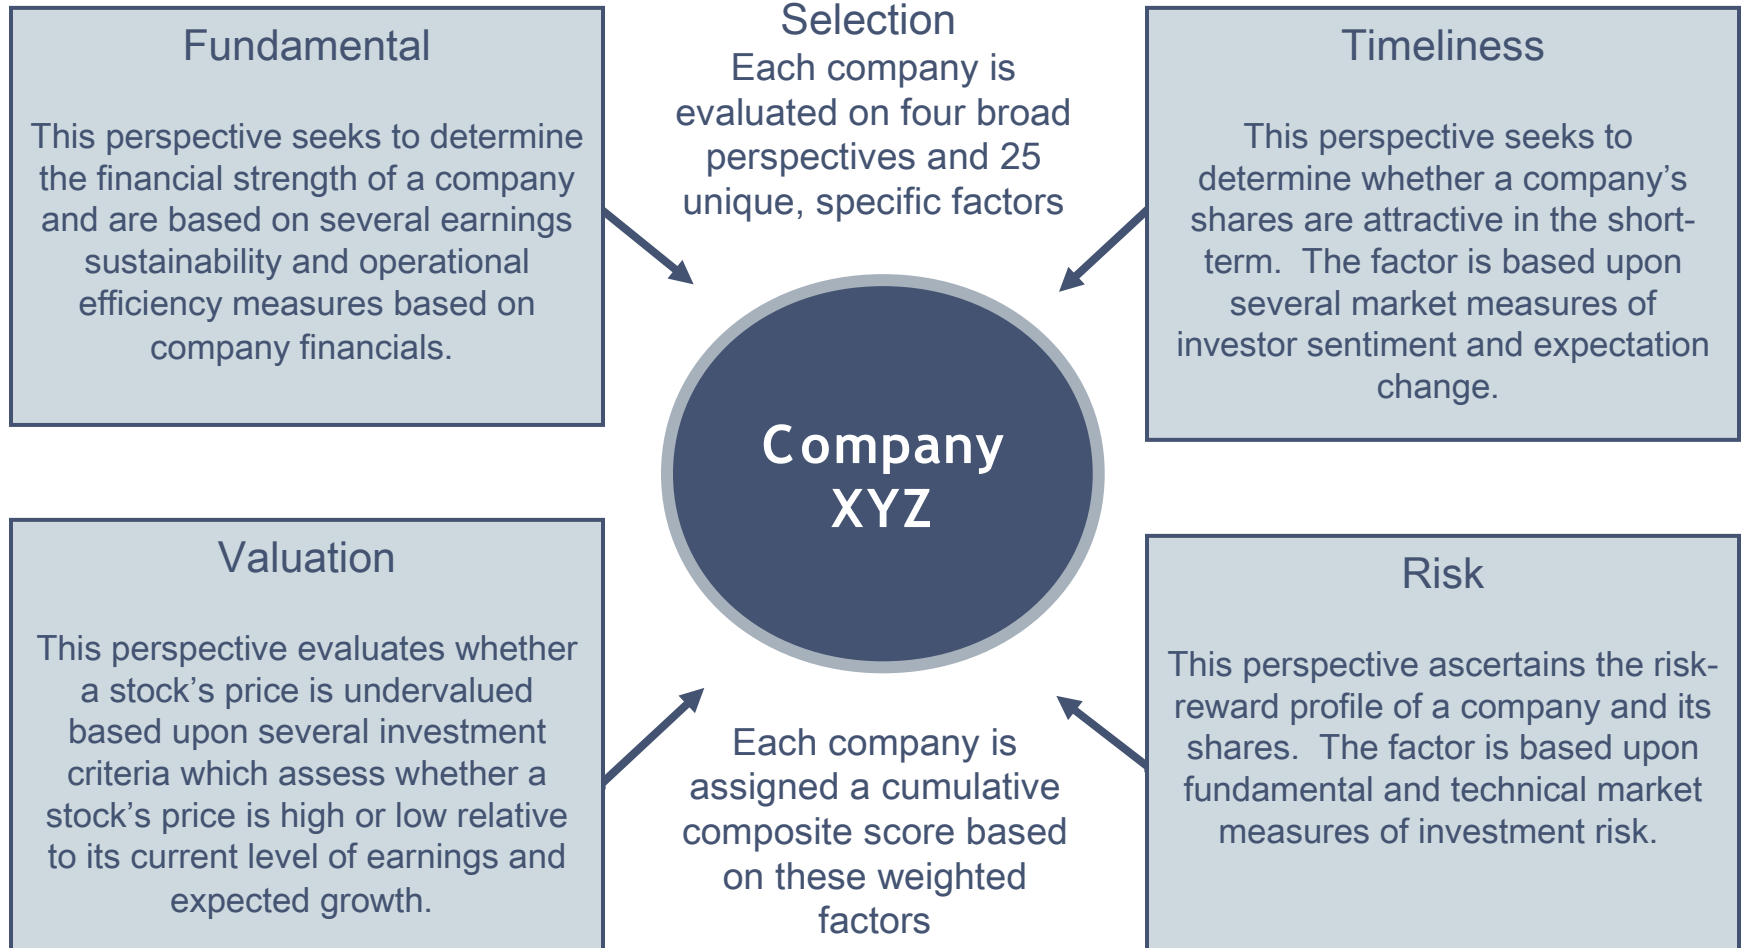 Fundamental
This perspective seeks to determine
the financial strength of a company
and are based on several earnings
sustainability and operational
efficiency measures based on
company financials.
Selection
Each company is
evaluated on four broad
perspectives and 25
unique, specific factors
Timeliness
This perspective seeks to
determine whether a company’s
shares are attractive in the short-
term.  The factor is based upon
several market measures of
investor sentiment and expectation
change.
Company
XYZ
Valuation
This perspective evaluates whether
a stock’s price is undervalued
based upon several investment
criteria which assess whether a
stock’s price is high or low relative
to its current level of earnings and
expected growth.
Each company is
assigned a cumulative
composite score based
on these weighted
factors
Risk
This perspective ascertains the risk-
reward profile of a company and its
shares.  The factor is based upon
fundamental and technical market
measures of investment risk.